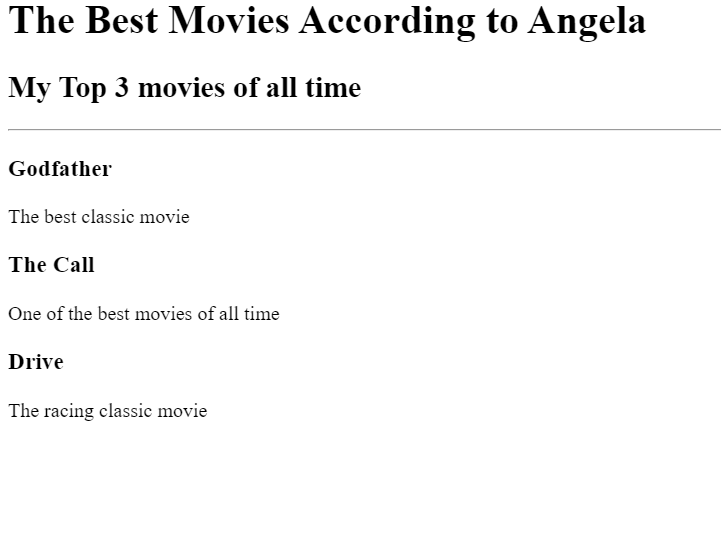 The Best Movies According to Angela
My Top 3 movies of all time
Godfather
The best classic movie
The Call
One of the best movies of all time
Drive
The racing classic movie